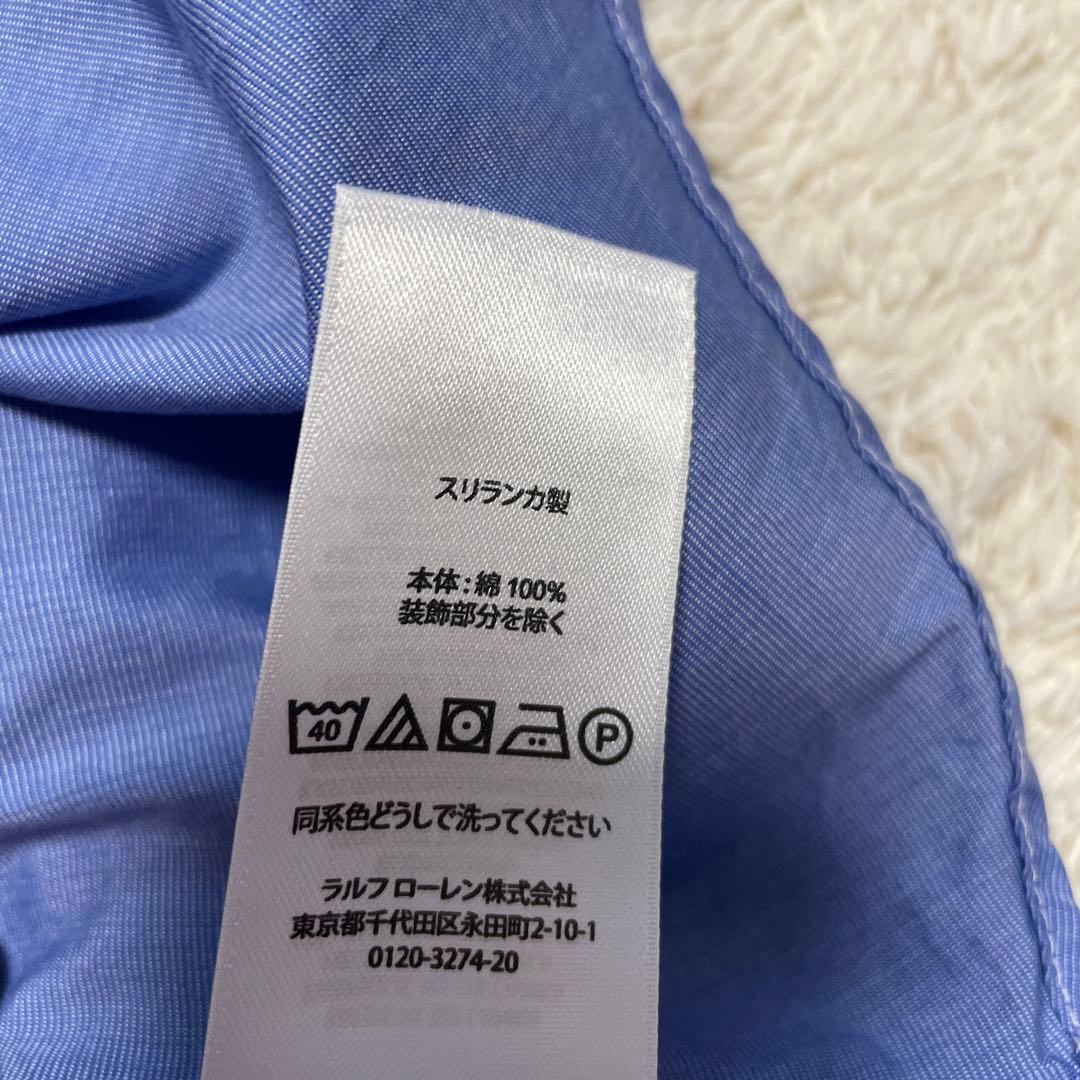 スリランカ製
本体：綿 100%
装飾部分を除く
40 P
同系色どうしで洗ってください
ラルフ ローレン株式会社
東京都千代田区永田町2-10-1
0120-3274-20